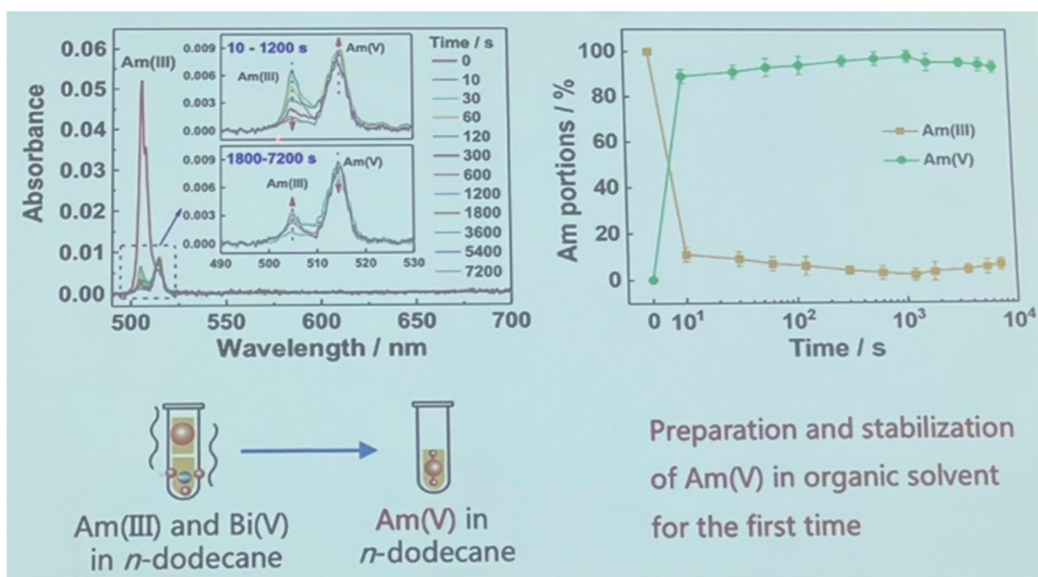 0.06
0.05
0.04
0.03
0.02
0.01
0.00
Absorbance
Am(III)
0.009
0.006
0.003
0.000
10 - 1200 s
Am(III)
Am(V)
0.009
0.006
0.003
0.000
1800-7200 s
Am(III)
Am(V)
490 500 510 520 530
Time / s
0
10
30
60
120
300
600
1200
1800
3600
5400
7200
500 550 600 650 700
Wavelength / nm
100
80
60
40
20
0
Am portions / %
Am(III)
Am(V)
0 10¹ 10² 10³ 10⁴
Time / s
Am(III) and Bi(V)
in n-dodecane
Am(V) in
n-dodecane
Preparation and stabilization
of Am(V) in organic solvent
for the first time